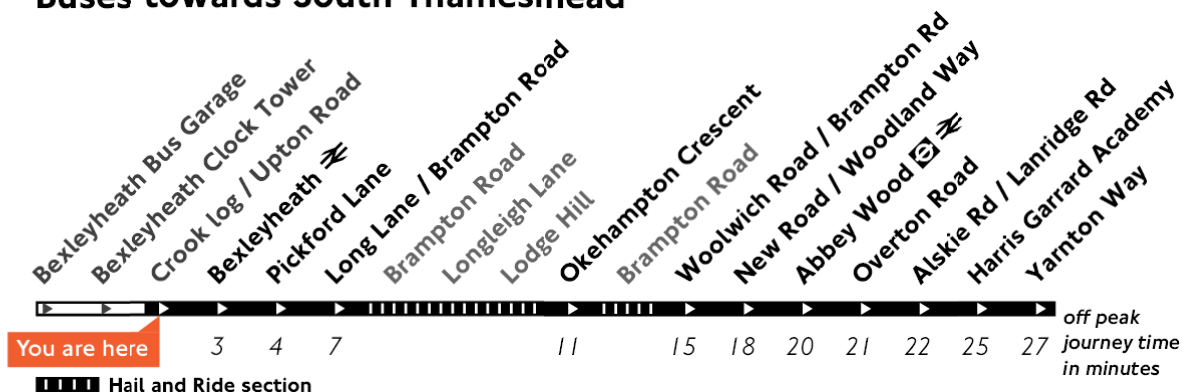 Buses towards South Thamesmead
Bexleyheath Bus Garage
Bexleyheath Clock Tower
Crook log / Upton Road
Bexleyheath
Pickford Lane
Long Lane / Brampton Road
Brampton Road
Longleigh Lane
Lodge Hill
Okehampton Crescent
Brampton Road
Woolwich Road / Brampton Rd
New Road / Woodland Way
Abbey Wood
Overton Road
Alskie Rd / Lanridge Rd
Harris Garrard Academy
Yarnton Way
You are here
3 4 7 11 15 18 20 21 22 25 27
off peak
journey time
in minutes
Hail and Ride section